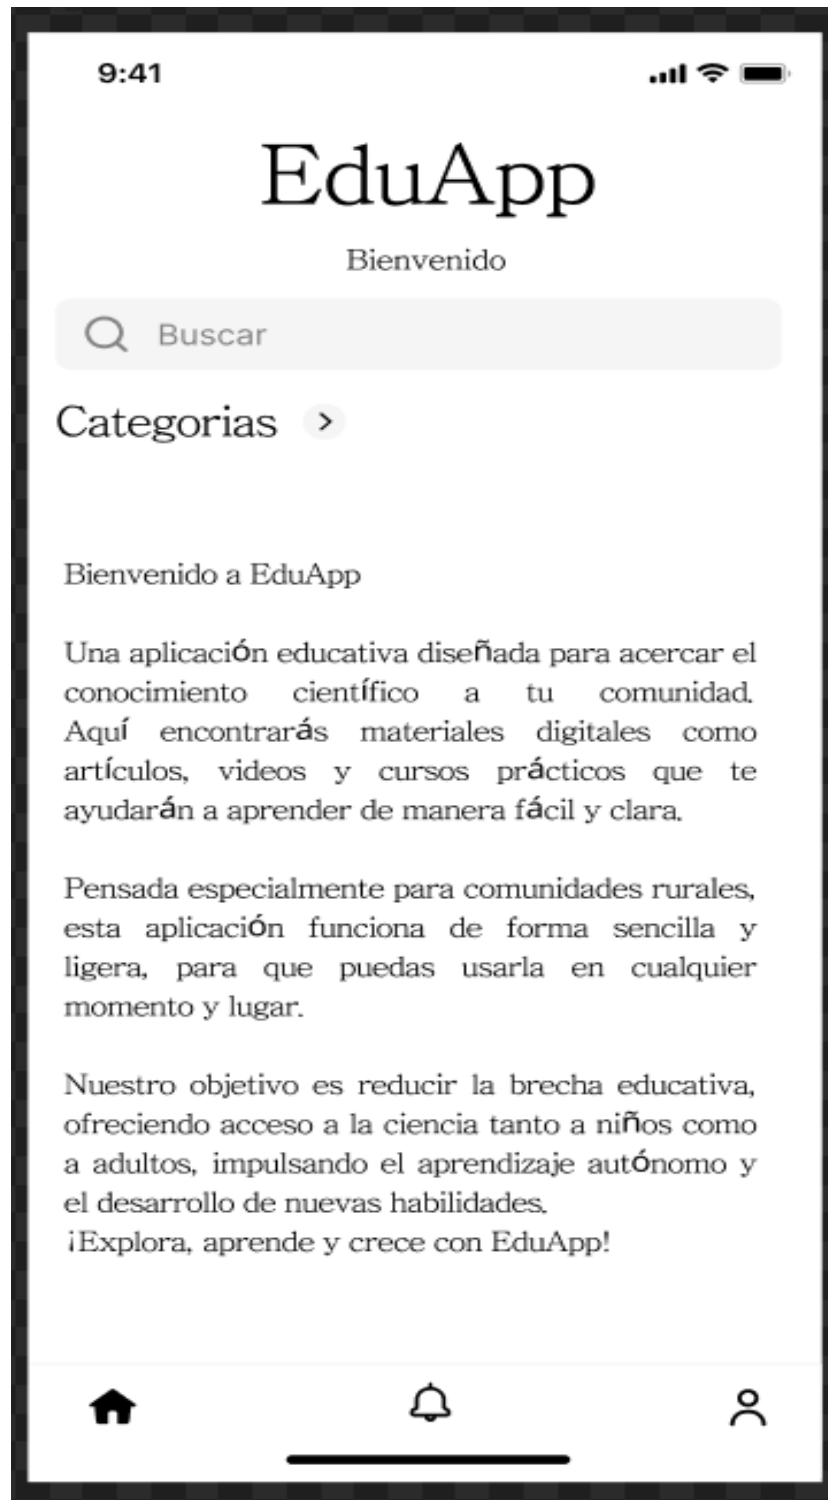 9:41
EduApp
Bienvenido
Buscar
Categorias
Bienvenido a EduApp
Una aplicación educativa diseñada para acercar el
conocimiento científico a tu comunidad.
Aquí encontrarás materiales digitales como
artículos, videos y cursos prácticos que te
ayudarán a aprender de manera fácil y clara.
Pensada especialmente para comunidades rurales,
esta aplicación funciona de forma sencilla y
ligera, para que puedas usarla en cualquier
momento y lugar.
Nuestro objetivo es reducir la brecha educativa,
ofreciendo acceso a la ciencia tanto a niños como
a adultos, impulsando el aprendizaje autónomo y
el desarrollo de nuevas habilidades.
¡Explora, aprende y crece con EduApp!